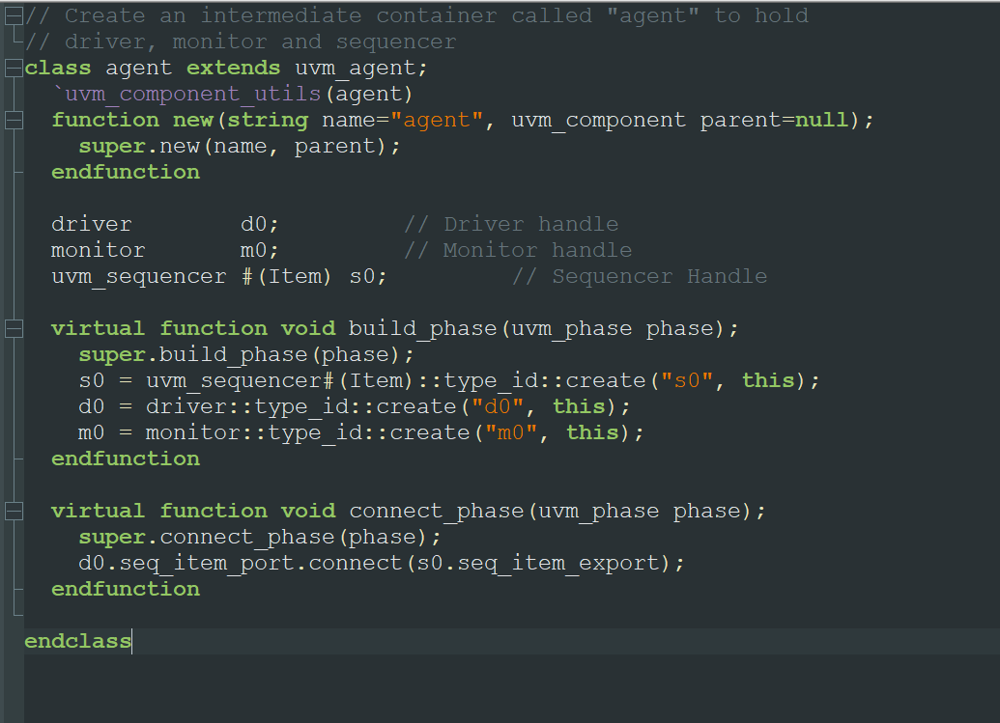 // Create an intermediate container called "agent" to hold
// driver, monitor and sequencer
class agent extends uvm_agent;
  `uvm_component_utils(agent)
  function new(string name="agent", uvm_component parent=null);
    super.new(name, parent);
  endfunction

  driver        d0;         // Driver handle
  monitor       m0;         // Monitor handle
  uvm_sequencer #(Item) s0;         // Sequencer Handle

  virtual function void build_phase(uvm_phase phase);
    super.build_phase(phase);
    s0 = uvm_sequencer#(Item)::type_id::create("s0", this);
    d0 = driver::type_id::create("d0", this);
    m0 = monitor::type_id::create("m0", this);
  endfunction

  virtual function void connect_phase(uvm_phase phase);
    super.connect_phase(phase);
    d0.seq_item_port.connect(s0.seq_item_export);
  endfunction

endclass